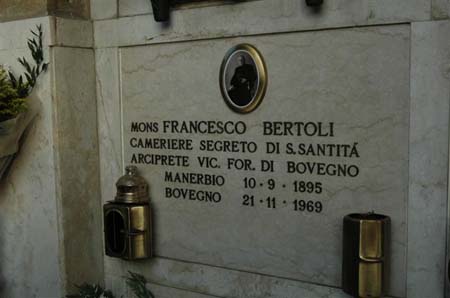 MONS FRANCESCO BERTOLI
CAMERIERE SEGRETO DI S. SANTITÁ
ARCIPRETE VIC. FOR. DI BOVEGNO
MANERBIO 10 - 9 - 1895
BOVEGNO 21 - 11 - 1969